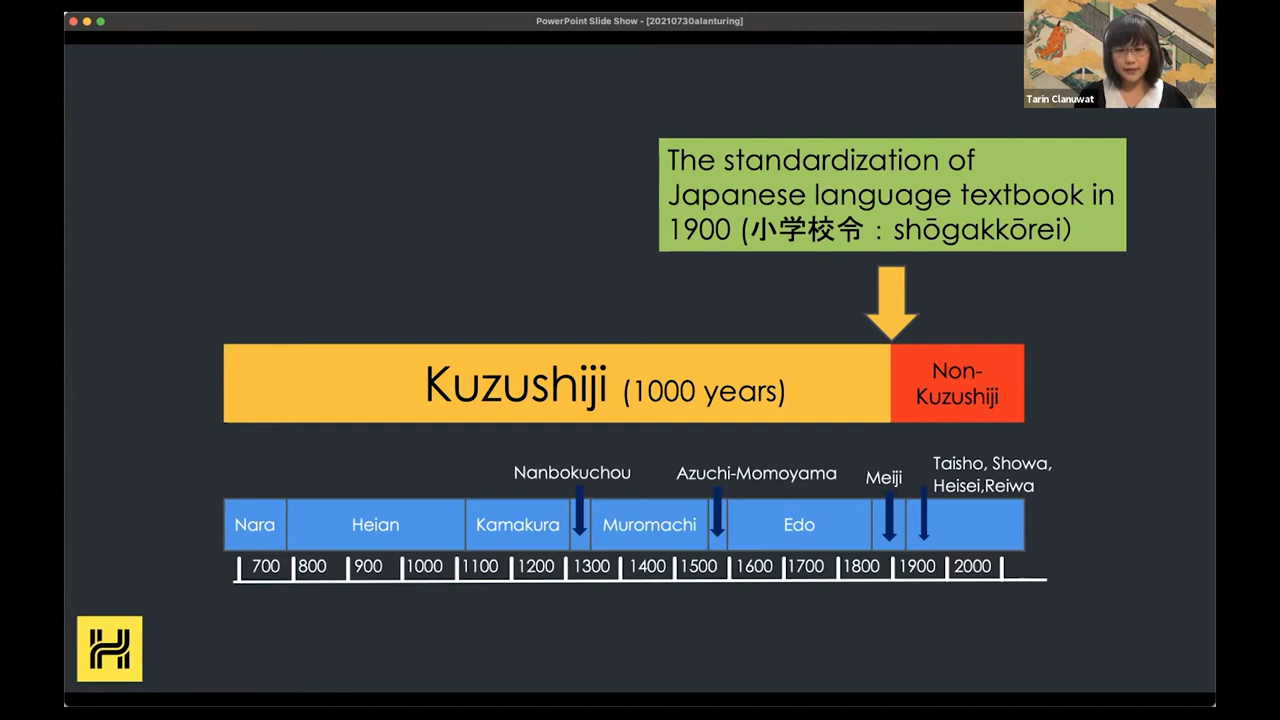 PowerPoint Slide Show - [20210730alanturing]
Tarin Clanuwat
The standardization of
Japanese language textbook in
1900 (小学校令：shōgakkōrei）
Kuzushiji (1000 years)
Non-
Kuzushiji
Nanbokuchou
Azuchi-Momoyama
Meiji
Taisho, Showa,
Heisei,Reiwa
Nara Heian Kamakura Muromachi Edo
700 800 900 1000 1100 1200 1300 1400 1500 1600 1700 1800 1900 2000
H